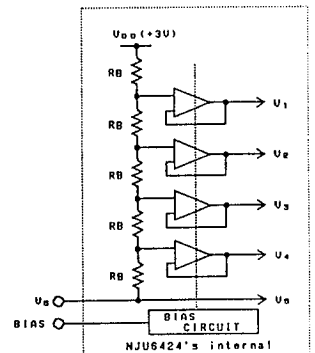 VDD(+3V)
RB
V1
RB
V2
RB
V3
RB
V4
RB
V5
V5
BIAS
BIAS
CIRCUIT
NJU6424's internal